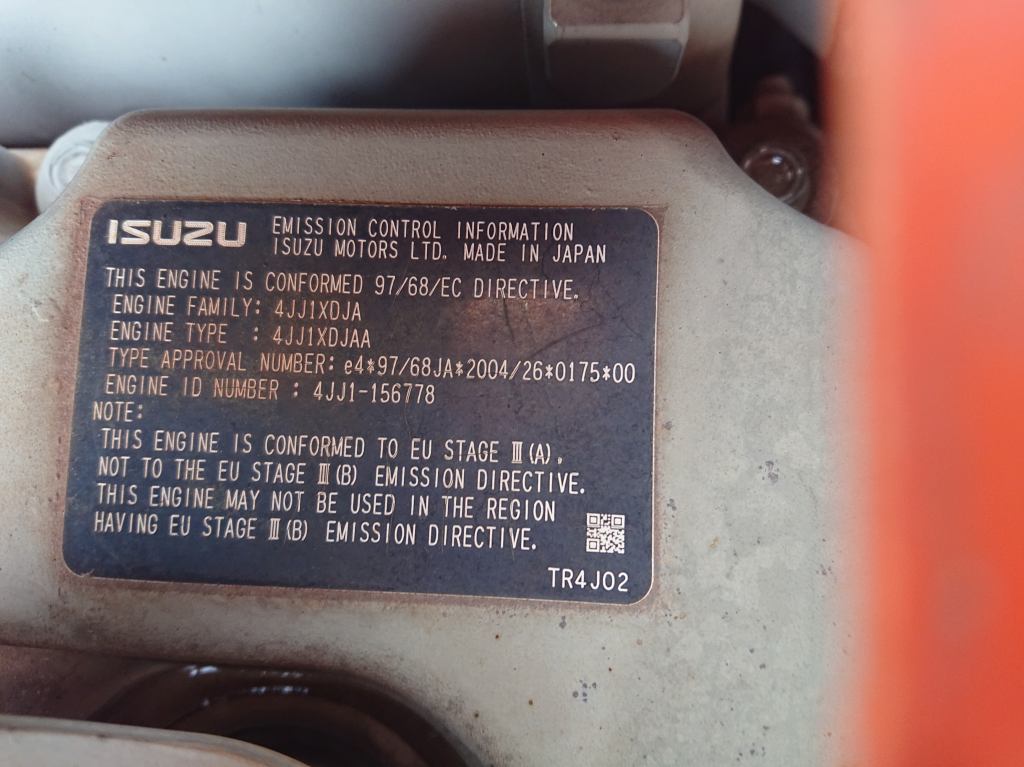 ISUZU EMISSION CONTROL INFORMATION
ISUZU MOTORS LTD. MADE IN JAPAN
THIS ENGINE IS CONFORMED 97/68/EC DIRECTIVE.
ENGINE FAMILY: 4JJ1XDJA
ENGINE TYPE : 4JJ1XDJAA
TYPE APPROVAL NUMBER: e4*97/68JA*2004/26*0175*00
ENGINE ID NUMBER : 4JJ1-156778
NOTE:
THIS ENGINE IS CONFORMED TO EU STAGE Ⅲ(A),
NOT TO THE EU STAGE Ⅲ(B) EMISSION DIRECTIVE.
THIS ENGINE MAY NOT BE USED IN THE REGION
HAVING EU STAGE Ⅲ(B) EMISSION DIRECTIVE.
TR4J02